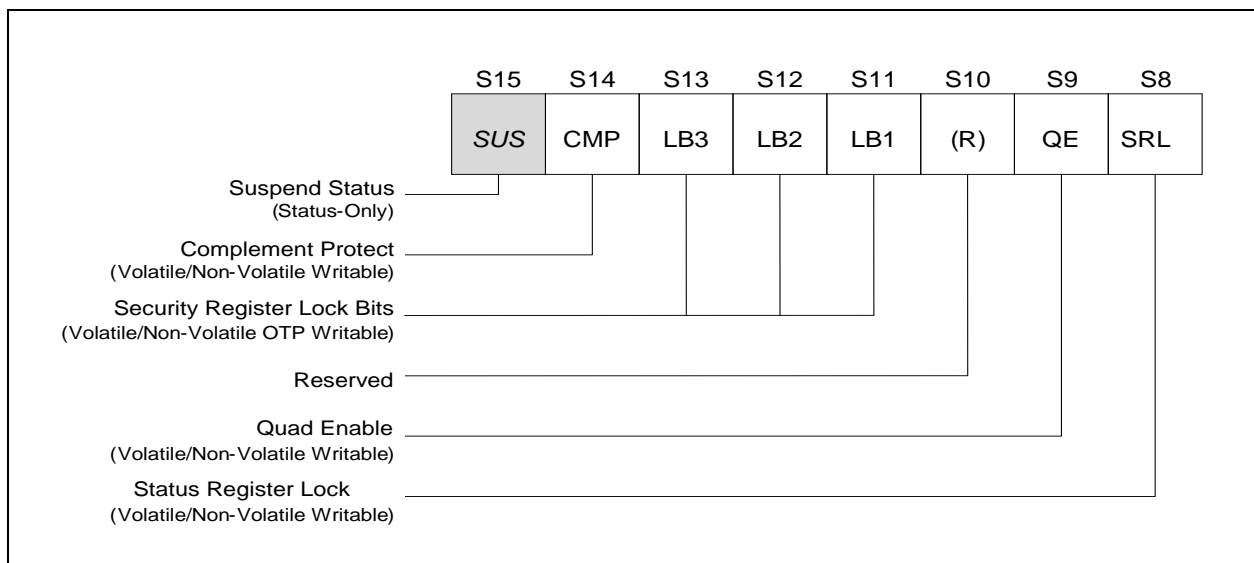 S15 S14 S13 S12 S11 S10 S9 S8
SUS CMP LB3 LB2 LB1 (R) QE SRL
Suspend Status
(Status-Only)
Complement Protect
(Volatile/Non-Volatile Writable)
Security Register Lock Bits
(Volatile/Non-Volatile OTP Writable)
Reserved
Quad Enable
(Volatile/Non-Volatile Writable)
Status Register Lock
(Volatile/Non-Volatile Writable)